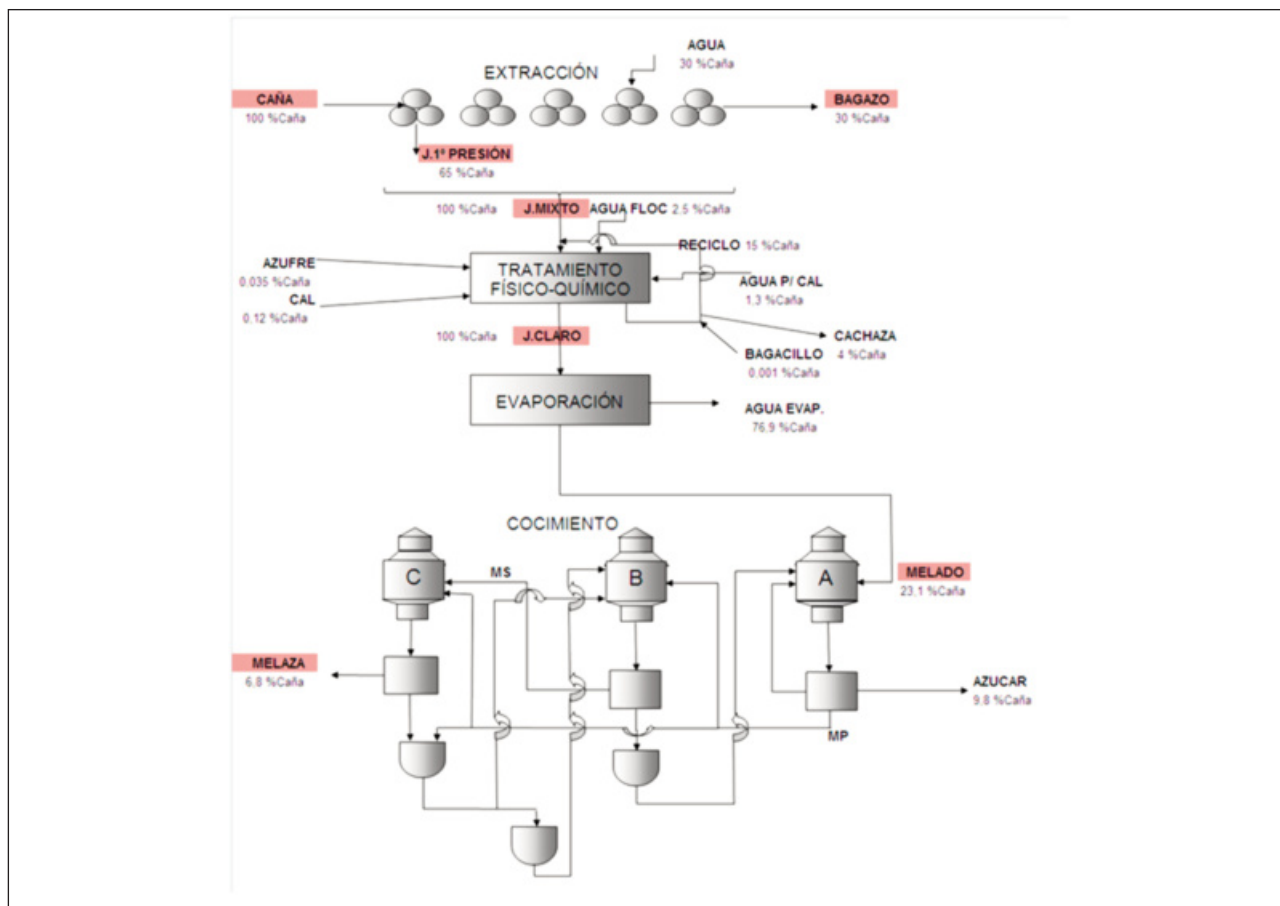 AGUA
30 %Caña
EXTRACCIÓN
CAÑA
100 %Caña
BAGAZO
30 %Caña
J.1º PRESIÓN
65 %Caña
100 %Caña J.MIXTO AGUA FLOC 2,5 %Caña
RECICLO 15 %Caña
AZUFRE
0.035 %Caña
TRATAMIENTO
FÍSICO-QUÍMICO
AGUA P/ CAL
1,3 %Caña
CAL
0,12 %Caña
100 %Caña J.CLARO
CACHAZA
4 %Caña
BAGACILLO
0,001 %Caña
EVAPORACIÓN
AGUA EVAP.
76,9 %Caña
COCIMIENTO
C
MS
B
A
MELADO
23,1 %Caña
MELAZA
6,8 %Caña
AZUCAR
9,8 %Caña
MP